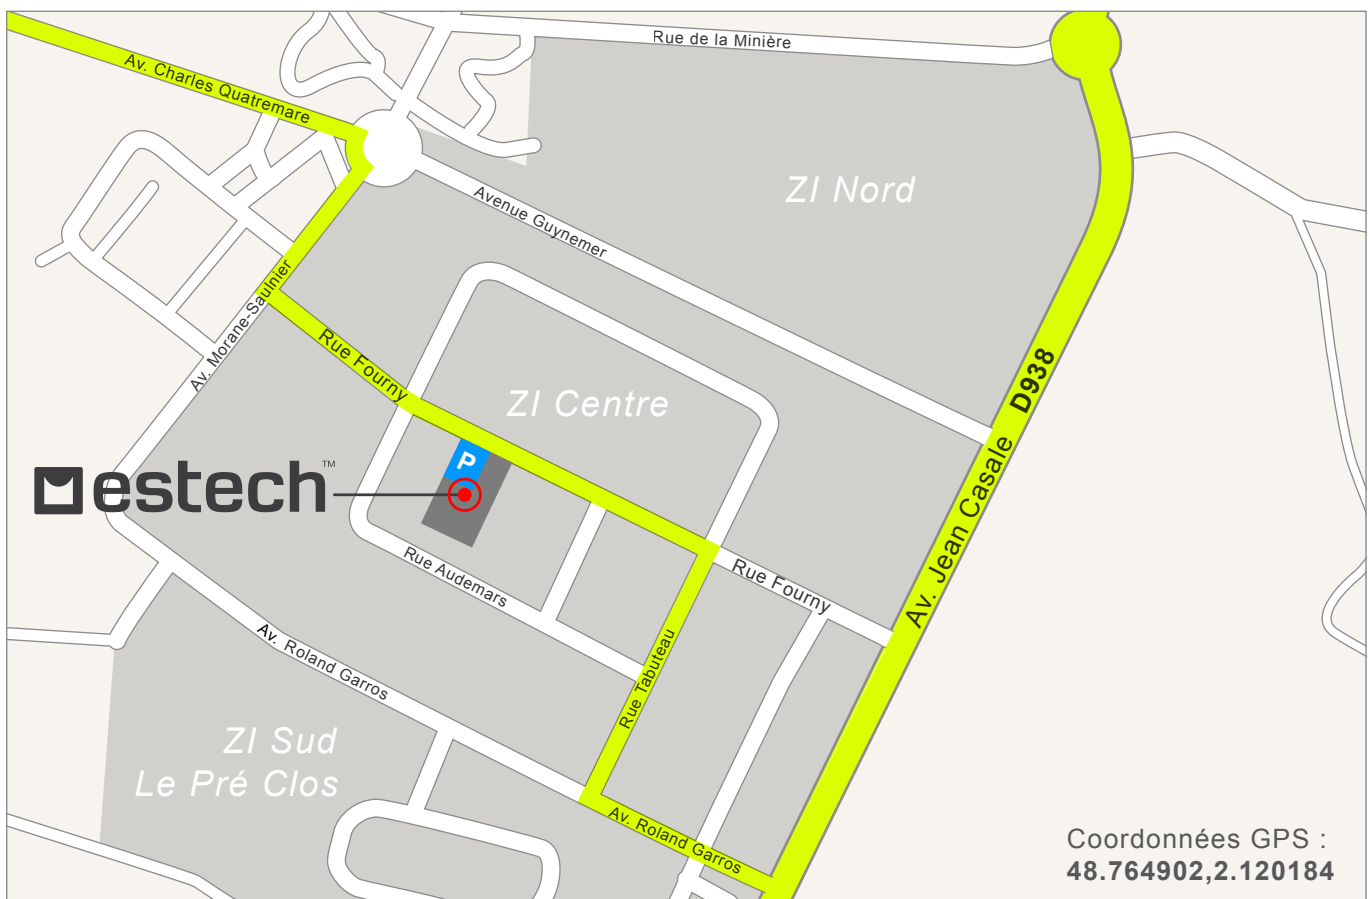 Rue de la Minière
Av. Charles Quatremare
ZI Nord
Avenue Guynemer
Av. Morane-Saulnier
Rue Fourny
D938
ZI Centre
P
estech™
Av. Jean Casale
Rue Audemars
Rue Fourny
Av. Roland Garros
Rue Tabuteau
ZI Sud
Le Pré Clos
Av. Roland Garros
Coordonnées GPS :
48.764902,2.120184